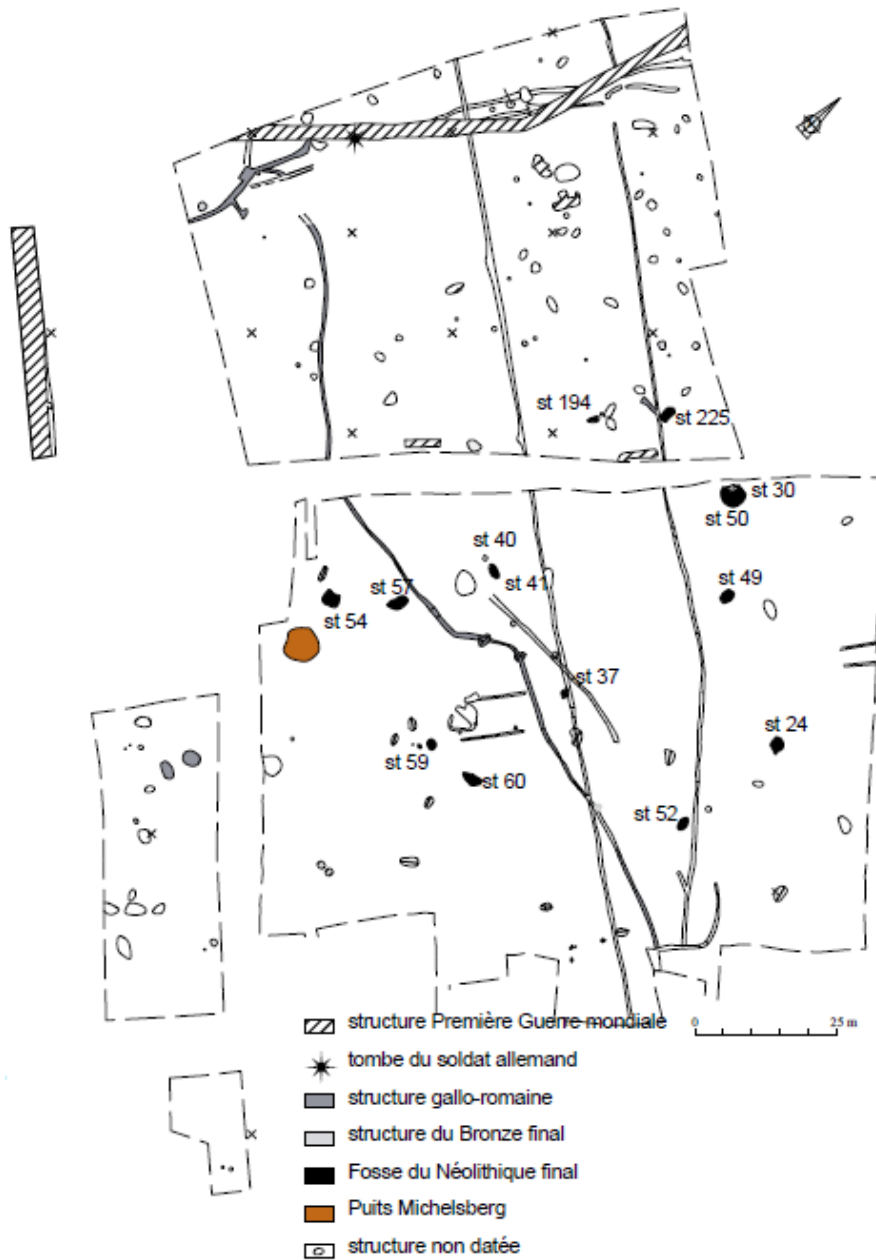 st 194
st 225
st 30
st 50
st 40
st 49
st 41
st 57
st 54
st 37
st 24
st 59
st 60
st 52
structure Première Guerre mondiale
0 25 m
tombe du soldat allemand
structure gallo-romaine
structure du Bronze final
Fosse du Néolithique final
Puits Michelsberg
structure non datée